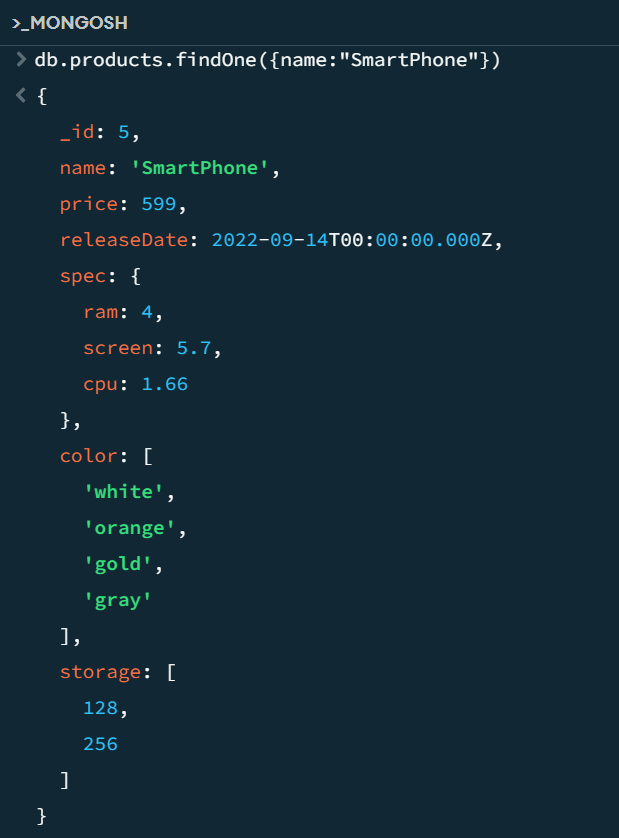 >_MONGOSH
> db.products.findOne({name:"SmartPhone"})
< {
_id: 5,
name: 'SmartPhone',
price: 599,
releaseDate: 2022-09-14T00:00:00.000Z,
spec: {
ram: 4,
screen: 5.7,
cpu: 1.66
},
color: [
'white',
'orange',
'gold',
'gray'
],
storage: [
128,
256
]
}